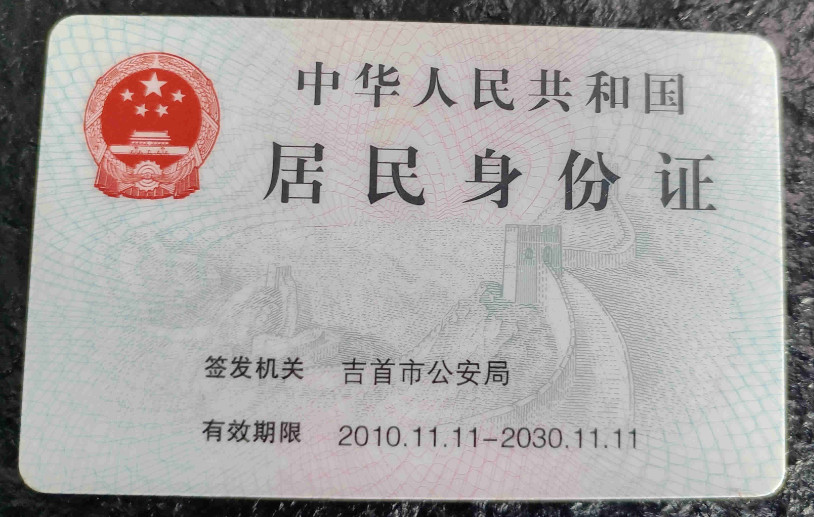 中华人民共和国
居民身份证
签发机关 吉首市公安局
有效期限 2010.11.11-2030.11.11